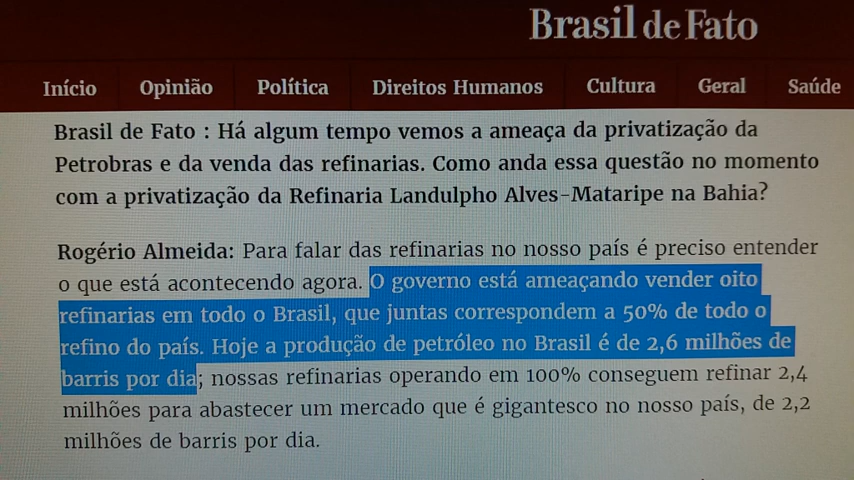 Brasil de Fato
Início Opinião Política Direitos Humanos Cultura Geral Saúde
Brasil de Fato : Há algum tempo vemos a ameaça da privatização da
Petrobras e da venda das refinarias. Como anda essa questão no momento
com a privatização da Refinaria Landulpho Alves-Mataripe na Bahia?
Rogério Almeida: Para falar das refinarias no nosso país é preciso entender
o que está acontecendo agora. O governo está ameaçando vender oito
refinarias em todo o Brasil, que juntas correspondem a 50% de todo o
refino do país. Hoje a produção de petróleo no Brasil é de 2,6 milhões de
barris por dia; nossas refinarias operando em 100% conseguem refinar 2,4
milhões para abastecer um mercado que é gigantesco no nosso país, de 2,2
milhões de barris por dia.